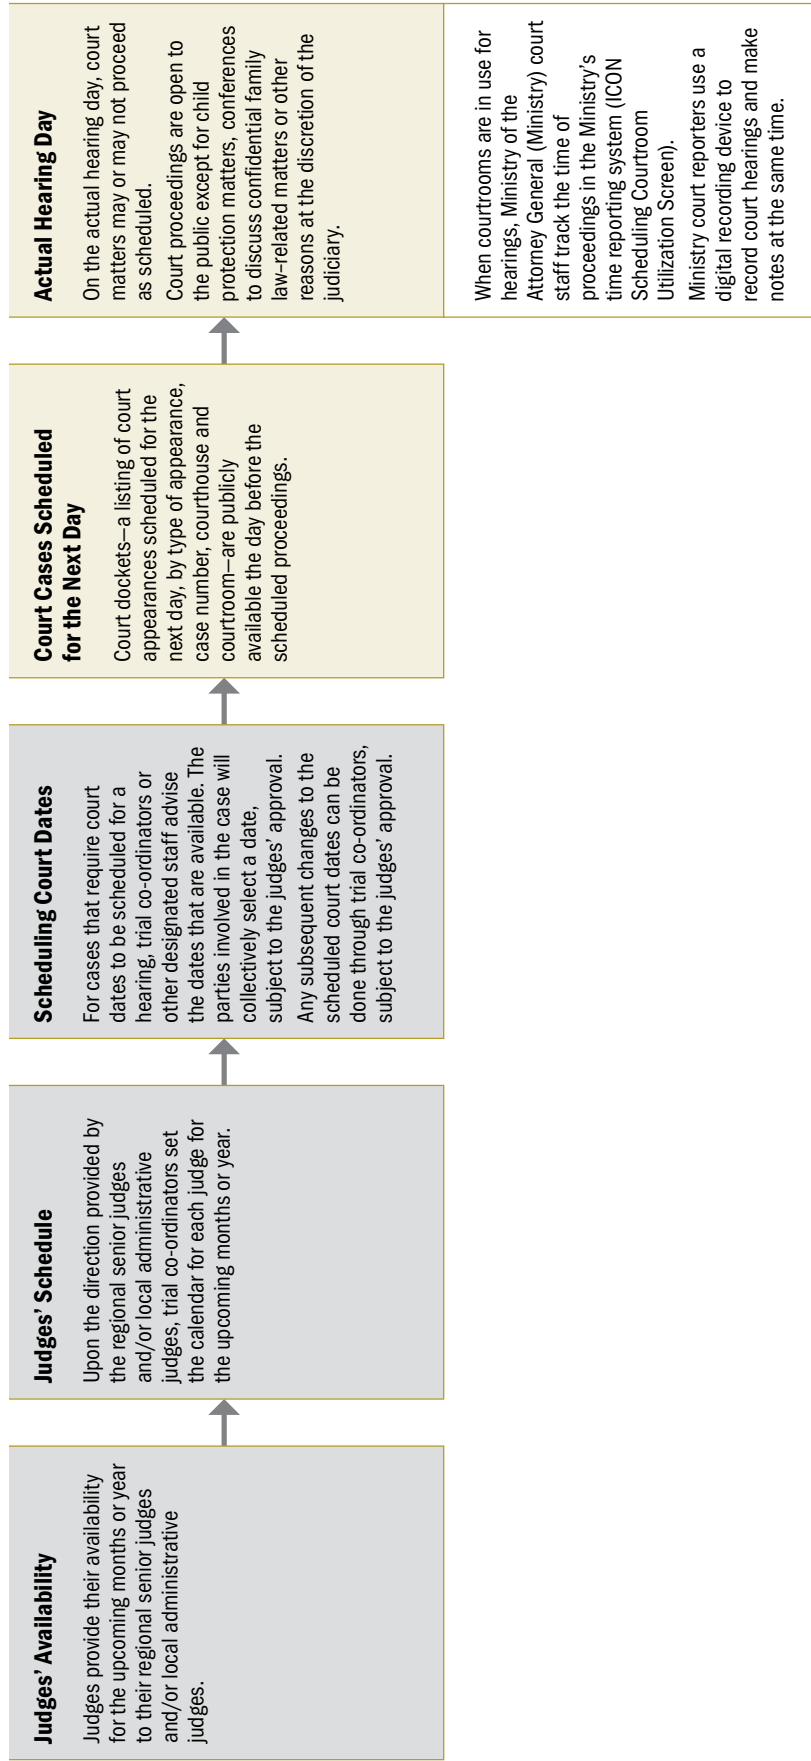 Judges’ Availability
Judges provide their availability
for the upcoming months or year
to their regional senior judges
and/or local administrative
judges.
Judges’ Schedule
Upon the direction provided by
the regional senior judges
and/or local administrative
judges, trial co-ordinators set
the calendar for each judge for
the upcoming months or year.
Scheduling Court Dates
For cases that require court
dates to be scheduled for a
hearing, trial co-ordinators or
other designated staff advise
the dates that are available. The
parties involved in the case will
collectively select a date,
subject to the judges’ approval.
Any subsequent changes to the
scheduled court dates can be
done through trial co-ordinators,
subject to the judges’ approval.
Court Cases Scheduled
for the Next Day
Court dockets—a listing of court
appearances scheduled for the
next day, by type of appearance,
case number, courthouse and
courtroom—are publicly
available the day before the
scheduled proceedings.
Actual Hearing Day
On the actual hearing day, court
matters may or may not proceed
as scheduled.
Court proceedings are open to
the public except for child
protection matters, conferences
to discuss confidential family
law–related matters or other
reasons at the discretion of the
judiciary.
When courtrooms are in use for
hearings, Ministry of the
Attorney General (Ministry) court
staff track the time of
proceedings in the Ministry’s
time reporting system (ICON
Scheduling Courtroom
Utilization Screen).
Ministry court reporters use a
digital recording device to
record court hearings and make
notes at the same time.